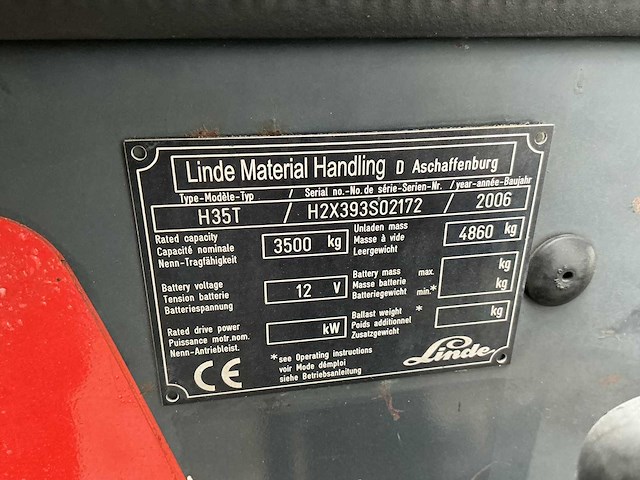 Linde Material Handling D Aschaffenburg
Type-Modèle-Typ / Serial no.-No.de série-Serien-Nr. / year-année-Baujahr
H35T / H2X393S02172 / 2006
Rated capacity
Capacité nominale
Nenn-Tragfähigkeit
3500 kg
Unladen mass
Masse à vide
Leergewicht
4860 kg
Battery voltage
Tension batterie
Batteriespannung
12 V
Battery mass max.
Masse batterie
Batteriegewicht min.*
kg
kg
Rated drive power
Puissance motr.nom.
Nenn-Antriebleist.
kW
Ballast weight *
Poids additionnel
Zusatzgewicht
kg
CE
*see Operating instructions
voir Mode démploi
siehe Betriebsanleitung
Linde